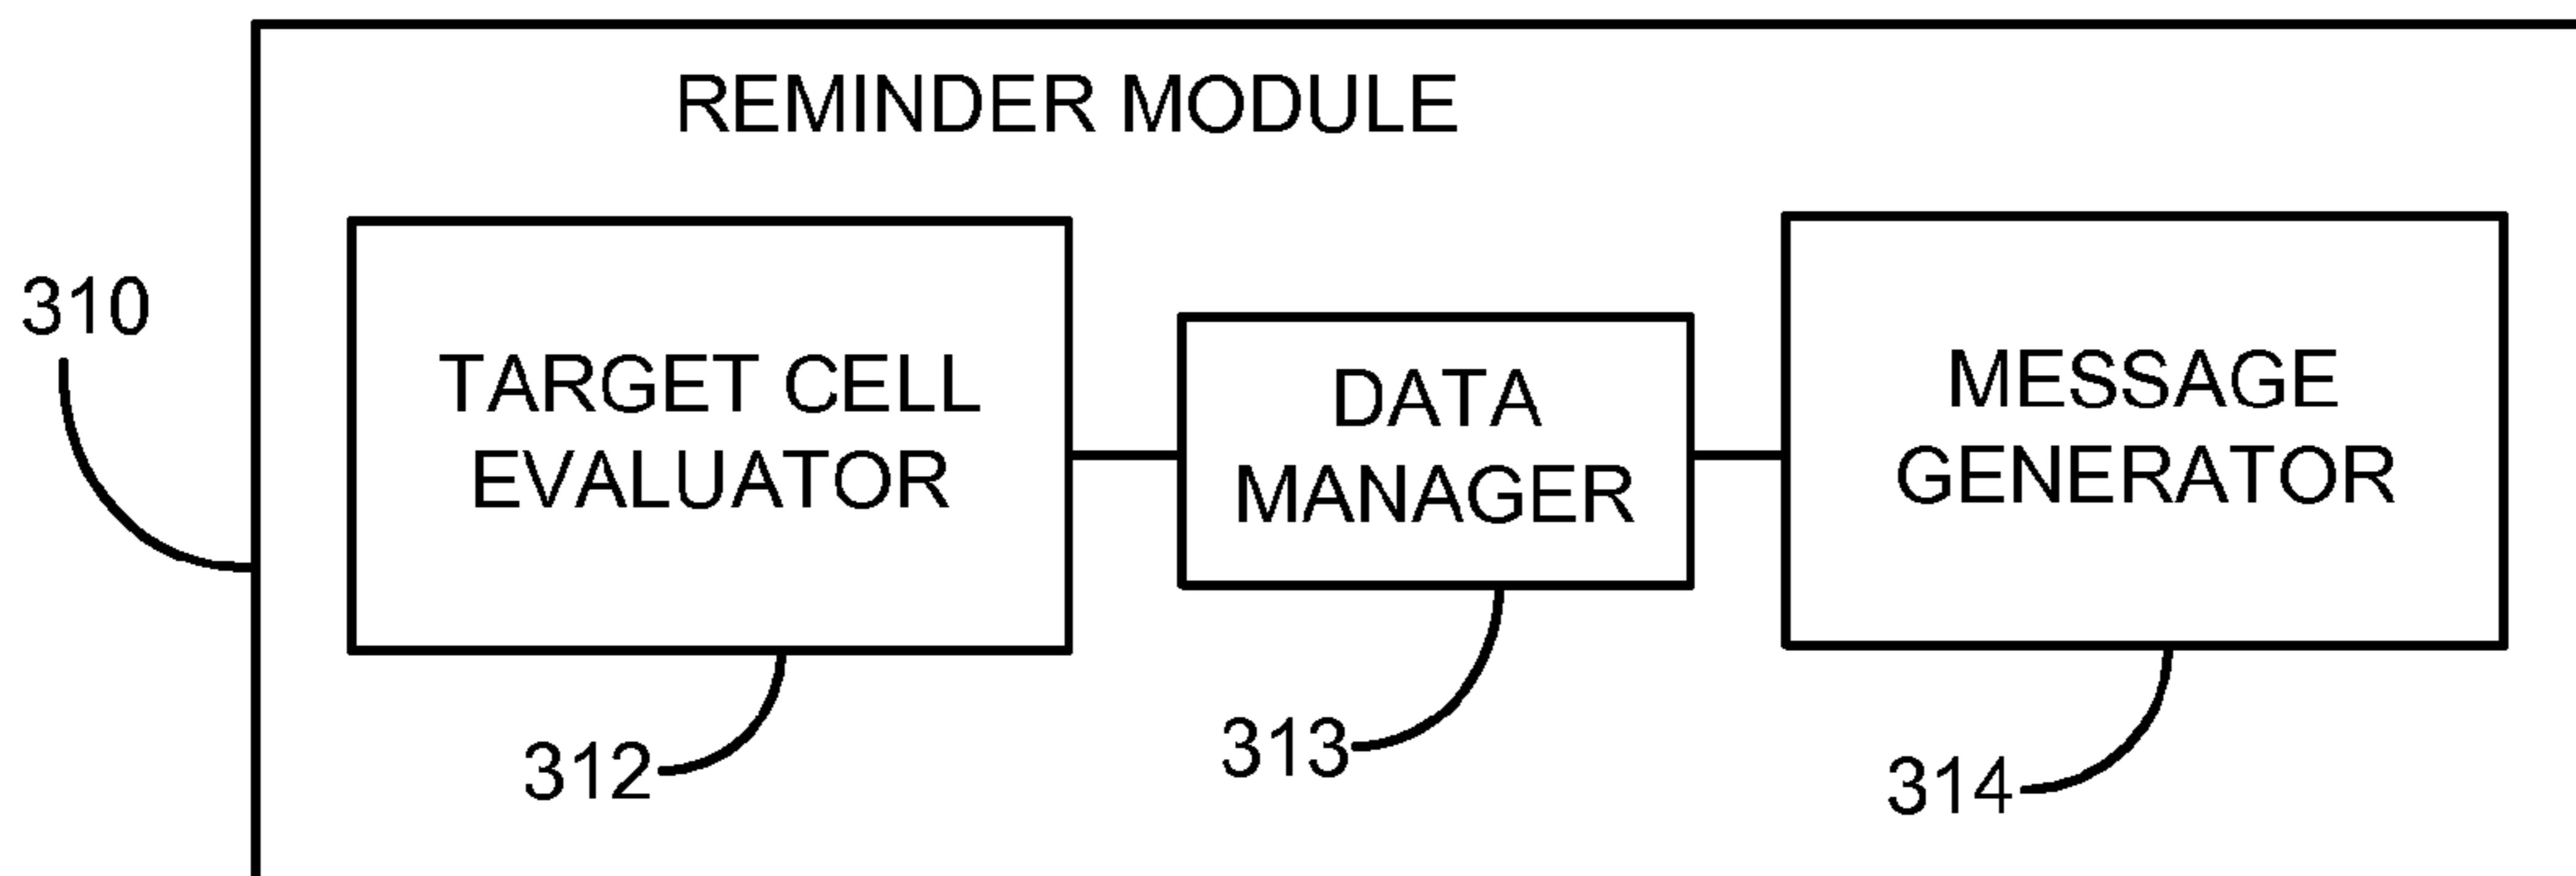 REMINDER MODULE
310
TARGET CELL
EVALUATOR
DATA
MANAGER
MESSAGE
GENERATOR
312
313
314